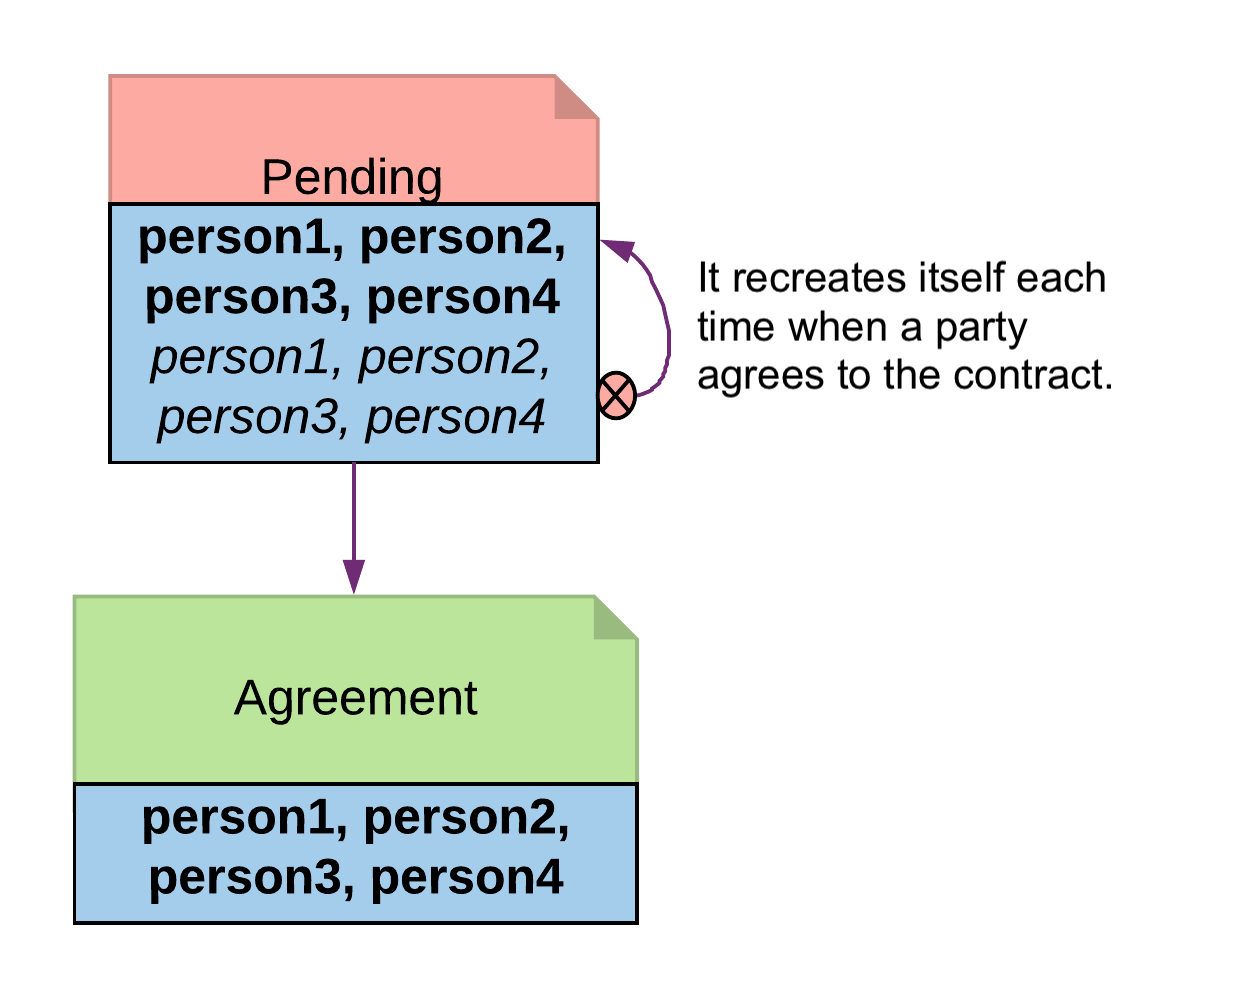 Pending
person1, person2,
person3, person4
person1, person2,
person3, person4
It recreates itself each
time when a party
agrees to the contract.
Agreement
person1, person2,
person3, person4